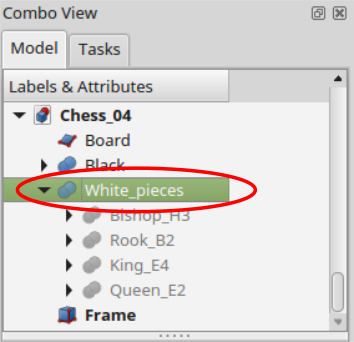 Combo View
Model Tasks
Labels & Attributes
Chess_04
Board
Black
White_pieces
Bishop_H3
Rook_B2
King_E4
Queen_E2
Frame